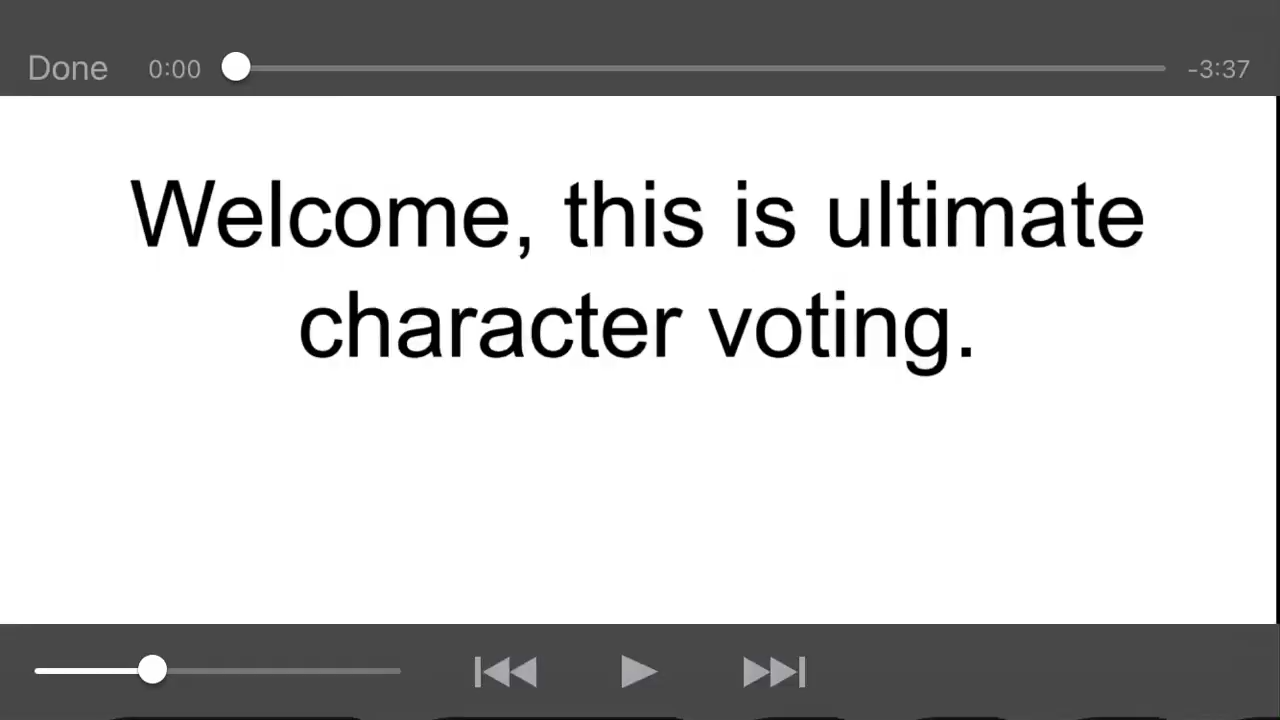 Done 0:00 -3:37
Welcome, this is ultimate
character voting.